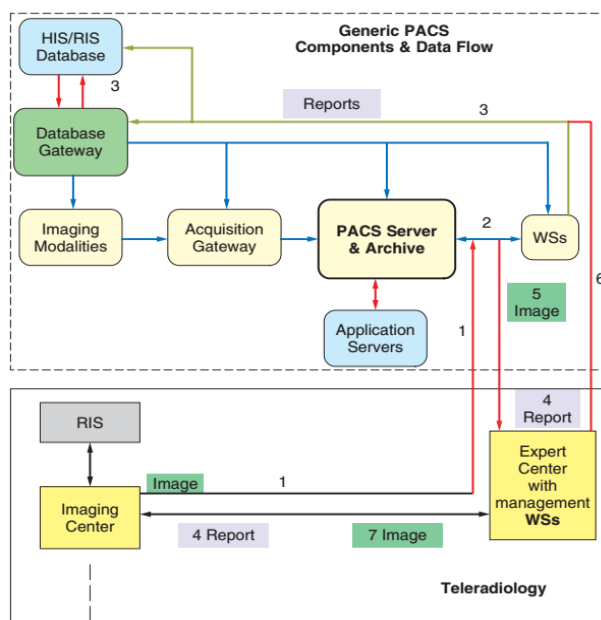 Generic PACS
Components & Data Flow
HIS/RIS
Database
3
Reports
3
Database
Gateway
Imaging
Modalities
Acquisition
Gateway
PACS Server
& Archive
2
WSs
5
Image
6
1
Application
Servers
4
Report
RIS
Expert
Center
with
management
WSs
Image
1
Imaging
Center
4 Report
7 Image
Teleradiology